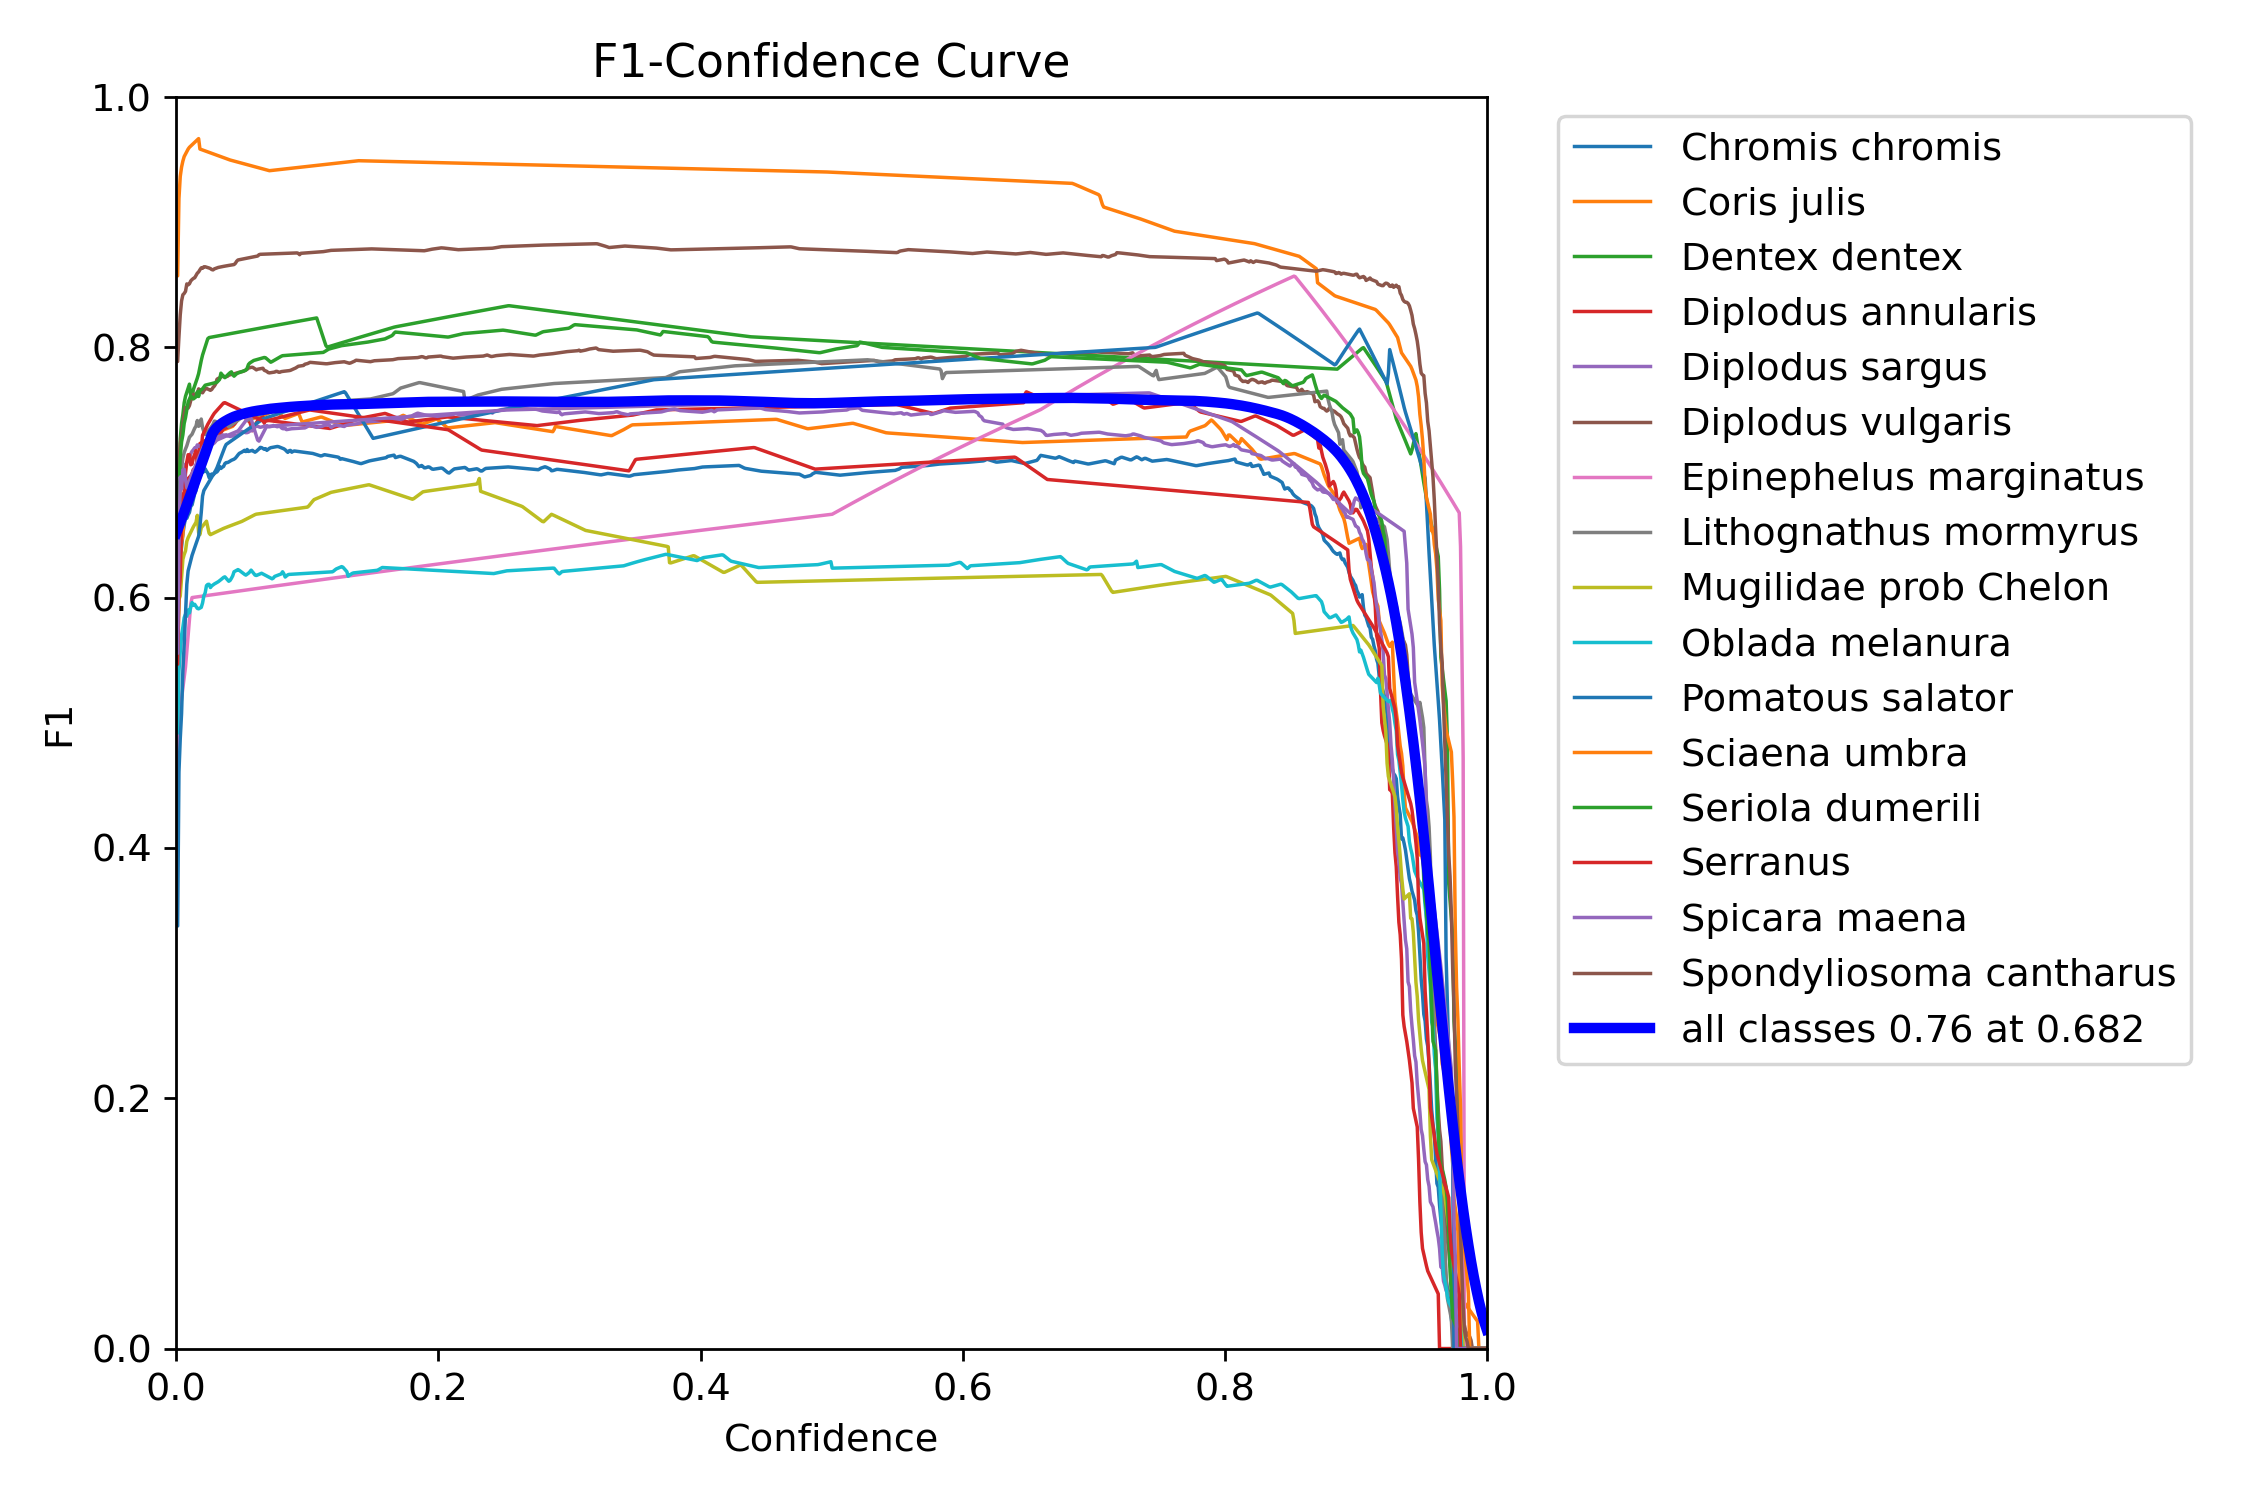 F1-Confidence Curve
1.0
0.8
0.6
0.4
0.2
0.0
F1
0.0 0.2 0.4 0.6 0.8 1.0
Confidence
Chromis chromis
Coris julis
Dentex dentex
Diplodus annularis
Diplodus sargus
Diplodus vulgaris
Epinephelus marginatus
Lithognathus mormyrus
Mugilidae prob Chelon
Oblada melanura
Pomatous salator
Sciaena umbra
Seriola dumerili
Serranus
Spicara maena
Spondyliosoma cantharus
all classes 0.76 at 0.682